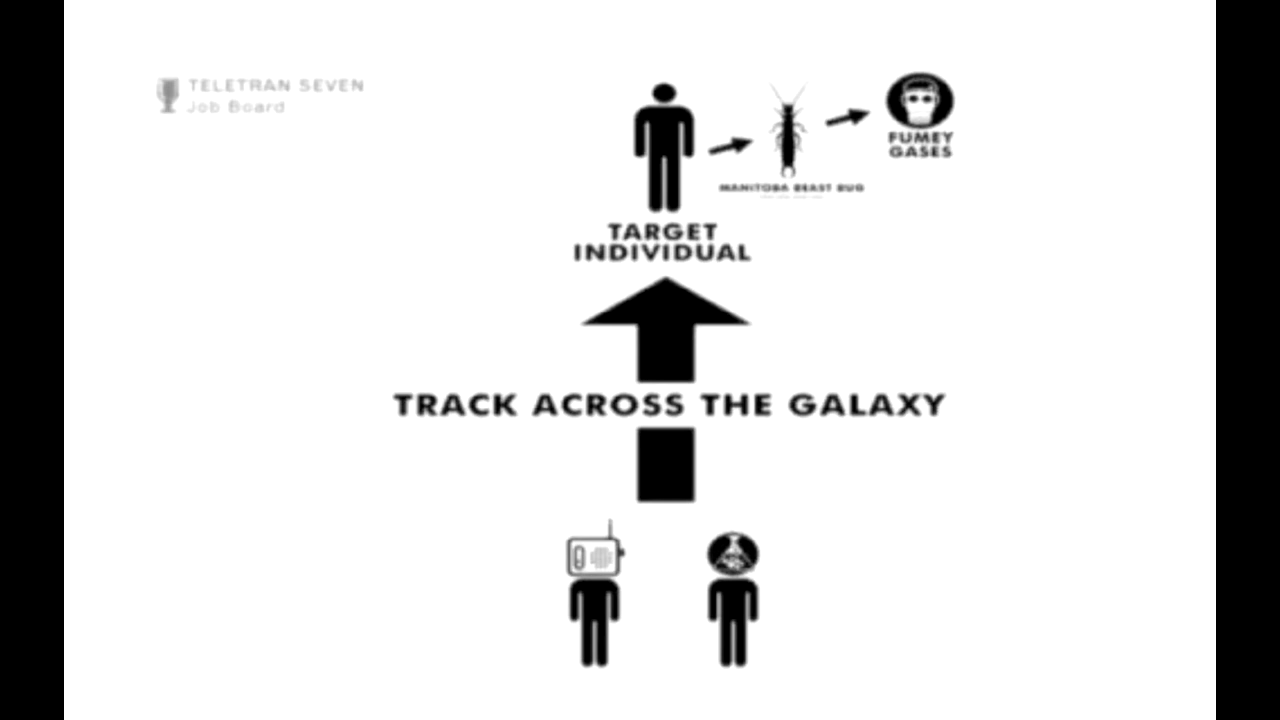 TELETRAN SEVEN
Job Board
FUMEY
GASES
MANITOBA BEAST BUG
TARGET
INDIVIDUAL
TRACK ACROSS THE GALAXY